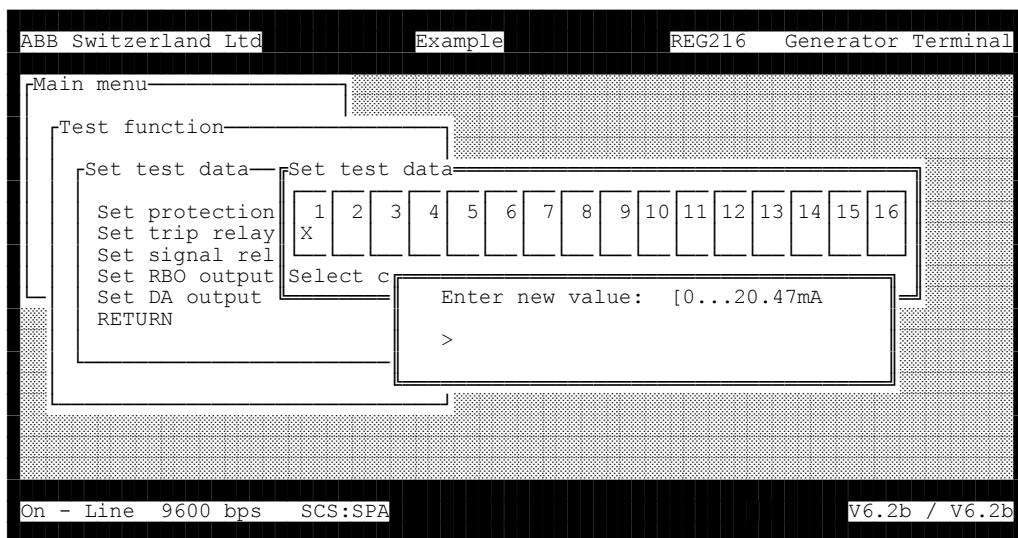 ABB Switzerland Ltd Example REG216 Generator Terminal
Main menu
Test function
Set test data Set test data
Set protection 1 2 3 4 5 6 7 8 9 10 11 12 13 14 15 16
Set trip relay X
Set signal rel
Set RBO output Select c
Set DA output Enter new value: [0...20.47mA
RETURN
>
On - Line 9600 bps SCS:SPA V6.2b / V6.2b